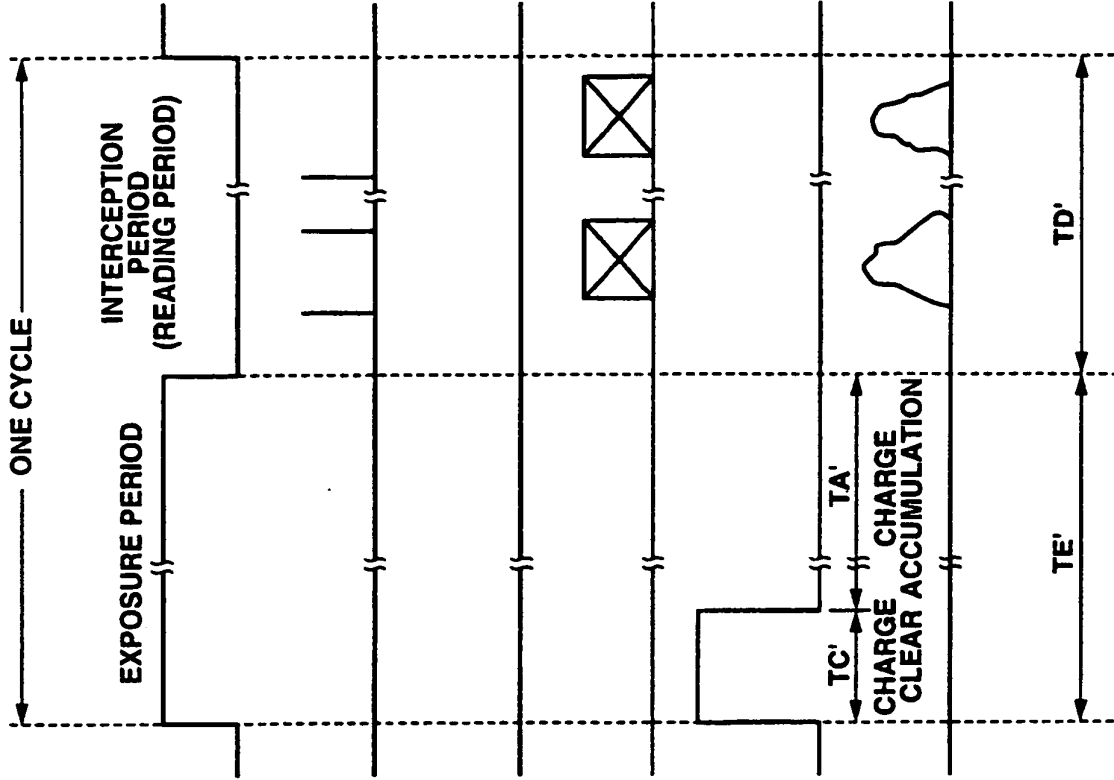 ONE CYCLE
EXPOSURE PERIOD
INTERCEPTION
PERIOD
(READING PERIOD)
TC'
TA'
CHARGE
CLEAR
CHARGE
ACCUMULATION
TE'
TD'